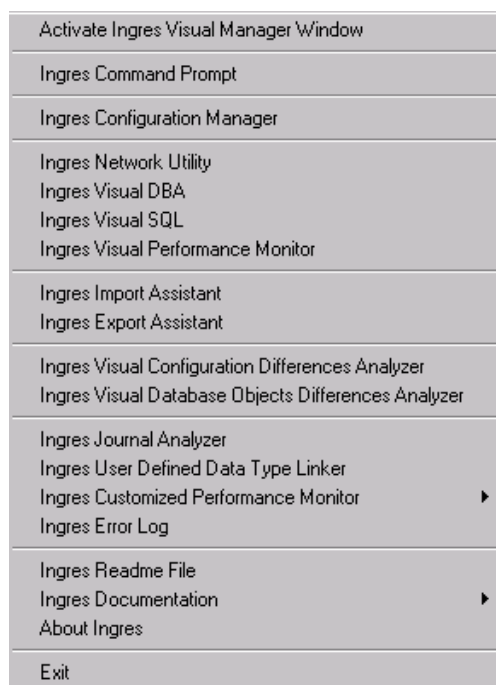 Activate Ingres Visual Manager Window
Ingres Command Prompt
Ingres Configuration Manager
Ingres Network Utility
Ingres Visual DBA
Ingres Visual SQL
Ingres Visual Performance Monitor
Ingres Import Assistant
Ingres Export Assistant
Ingres Visual Configuration Differences Analyzer
Ingres Visual Database Objects Differences Analyzer
Ingres Journal Analyzer
Ingres User Defined Data Type Linker
Ingres Customized Performance Monitor
Ingres Error Log
Ingres Readme File
Ingres Documentation
About Ingres
Exit